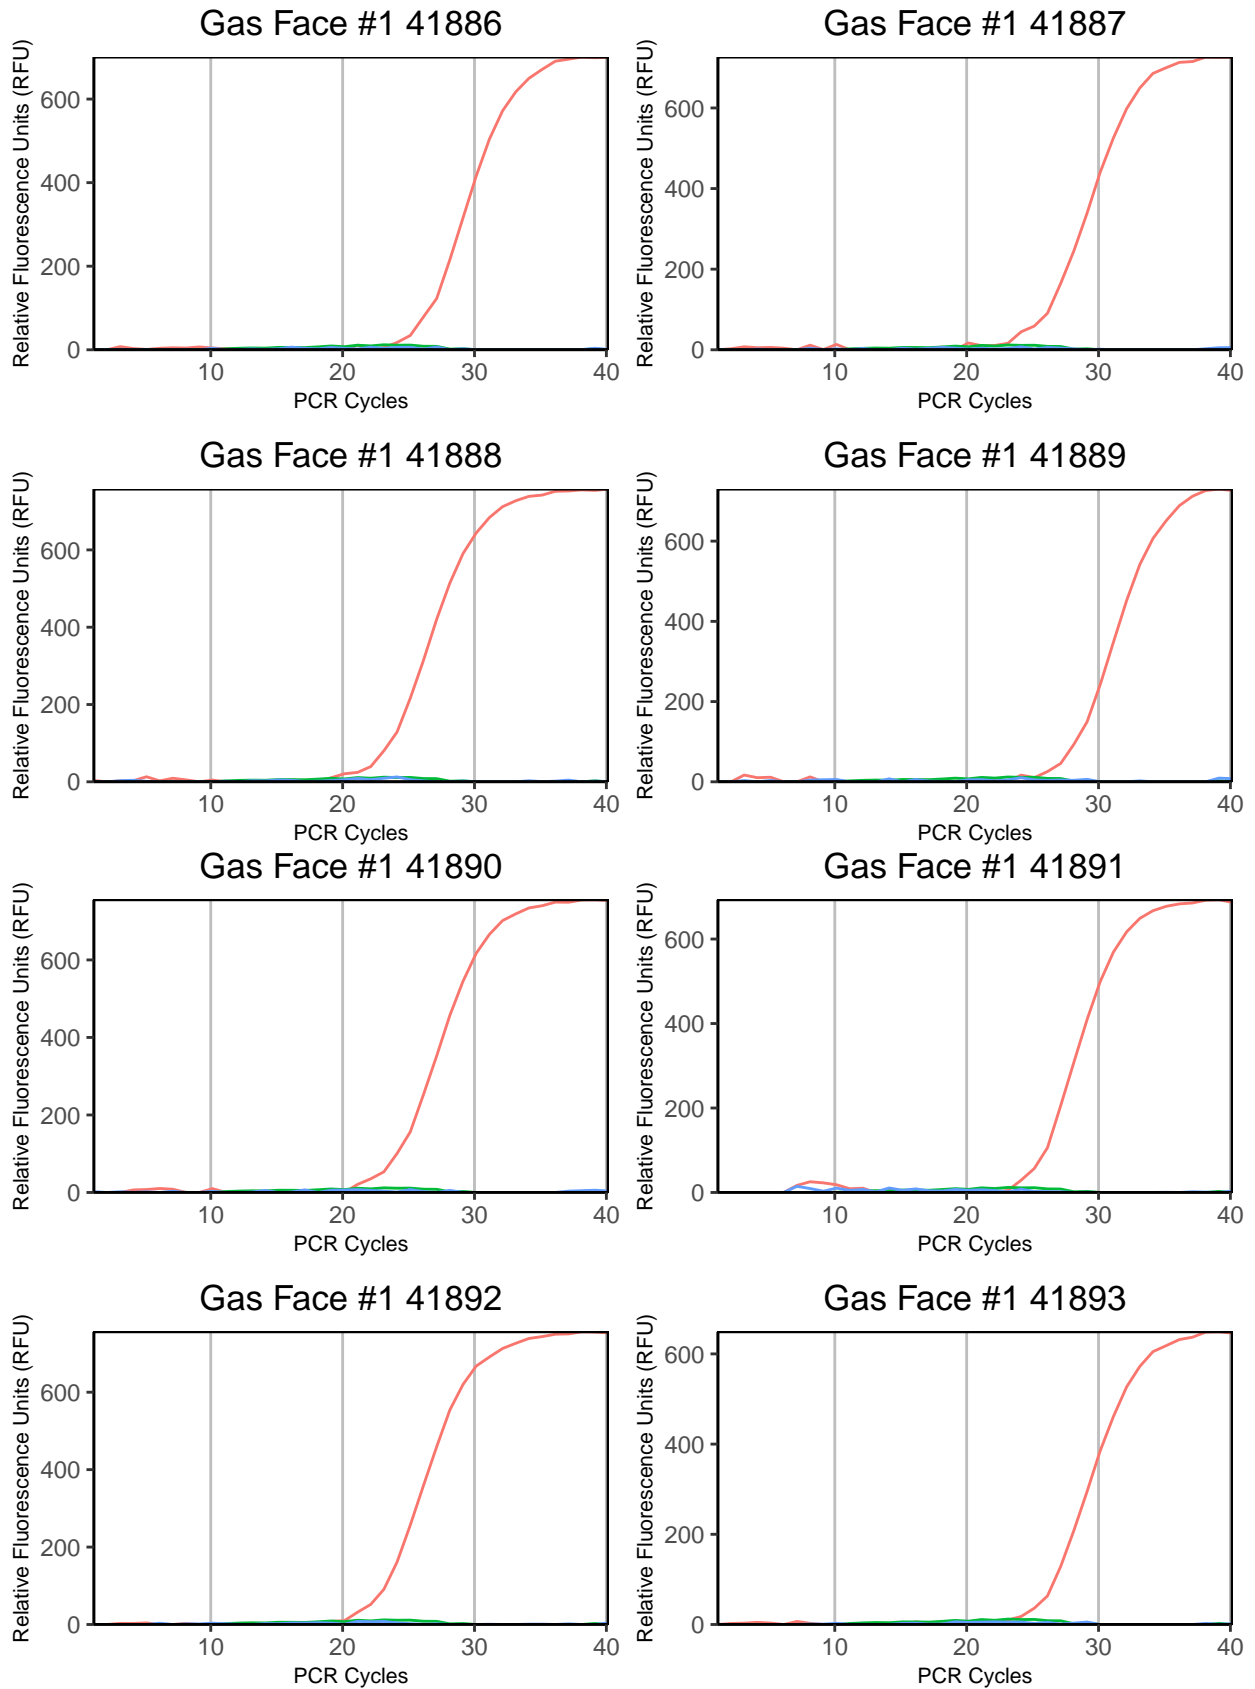 Gas Face #1 41886
Relative Fluorescence Units (RFU)
600
400
200
0
10 20 30 40
PCR Cycles
Gas Face #1 41887
Relative Fluorescence Units (RFU)
600
400
200
0
10 20 30 40
PCR Cycles
Gas Face #1 41888
Relative Fluorescence Units (RFU)
600
400
200
0
10 20 30 40
PCR Cycles
Gas Face #1 41889
Relative Fluorescence Units (RFU)
600
400
200
0
10 20 30 40
PCR Cycles
Gas Face #1 41890
Relative Fluorescence Units (RFU)
600
400
200
0
10 20 30 40
PCR Cycles
Gas Face #1 41891
Relative Fluorescence Units (RFU)
600
400
200
0
10 20 30 40
PCR Cycles
Gas Face #1 41892
Relative Fluorescence Units (RFU)
600
400
200
0
10 20 30 40
PCR Cycles
Gas Face #1 41893
Relative Fluorescence Units (RFU)
600
400
200
0
10 20 30 40
PCR Cycles